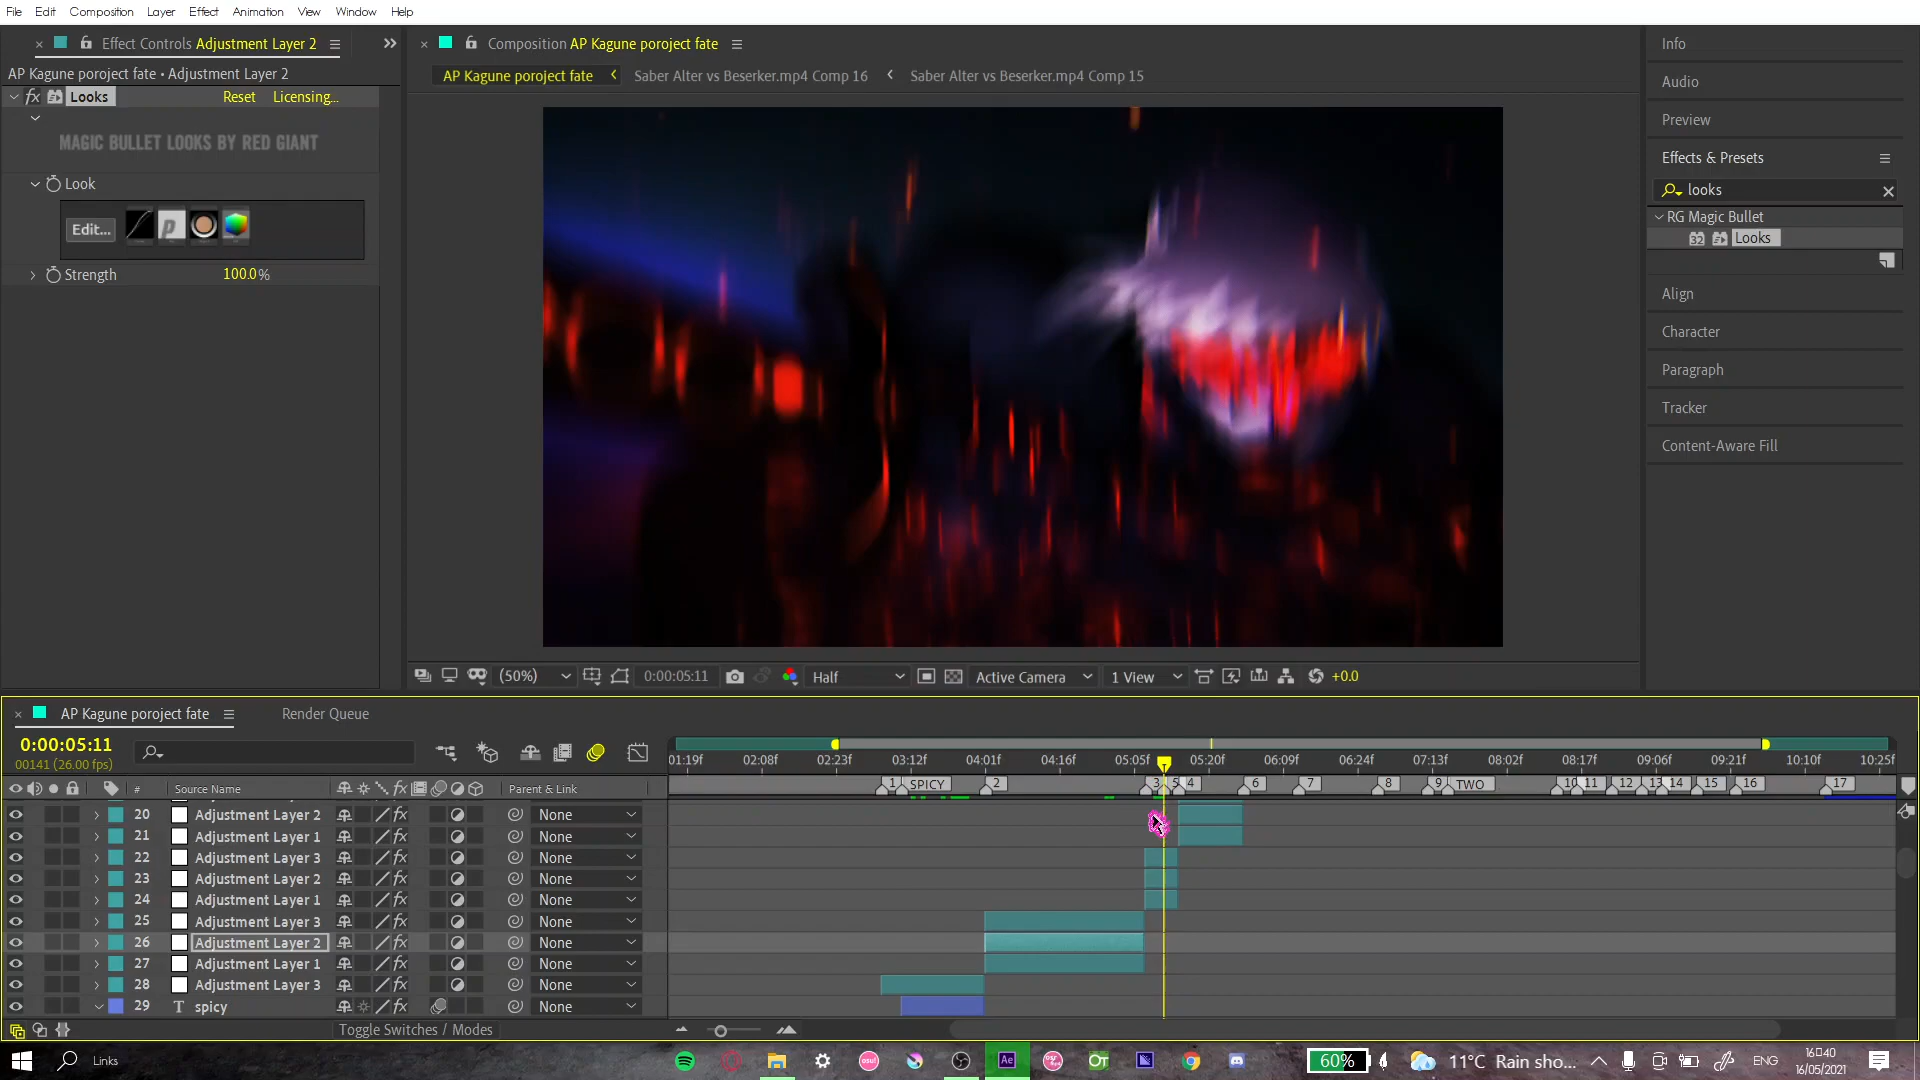 File Edit Composition Layer Effect Animation View Window Help
Effect Controls Adjustment Layer 2
AP Kagune poroject fate • Adjustment Layer 2
fx Looks Reset Licensing...
MAGIC BULLET LOOKS BY RED GIANT
Look
Edit...
Strength 100.0%
Composition AP Kagune poroject fate
AP Kagune poroject fate Saber Alter vs Beserker.mp4 Comp 16 Saber Alter vs Beserker.mp4 Comp 15
(50%) 0:00:05:11 Half Active Camera 1 View +0.0
Info
Audio
Preview
Effects & Presets
looks
RG Magic Bullet
32 Looks
Align
Character
Paragraph
Tracker
Content-Aware Fill
AP Kagune poroject fate Render Queue
0:00:05:11
00141 (26.00 fps)
01:19f 02:08f 02:23f 03:12f 04:01f 04:16f 05:05f 05:20f 06:09f 06:24f 07:13f 08:02f 08:17f 09:06f 09:21f 10:10f 10:25f
# Source Name Parent & Link
1 SPICY 2 3 5 4 6 7 8 9 TWO 10 11 12 13 14 15 16 17
20 Adjustment Layer 2 fx None
21 Adjustment Layer 1 fx None
22 Adjustment Layer 3 fx None
23 Adjustment Layer 2 fx None
24 Adjustment Layer 1 fx None
25 Adjustment Layer 3 fx None
26 Adjustment Layer 2 fx None
27 Adjustment Layer 1 fx None
28 Adjustment Layer 3 fx None
29 T spicy fx None
Toggle Switches / Modes
Links
osu! Ae OT 60% 11°C Rain sho... ENG 16:40
16/05/2021